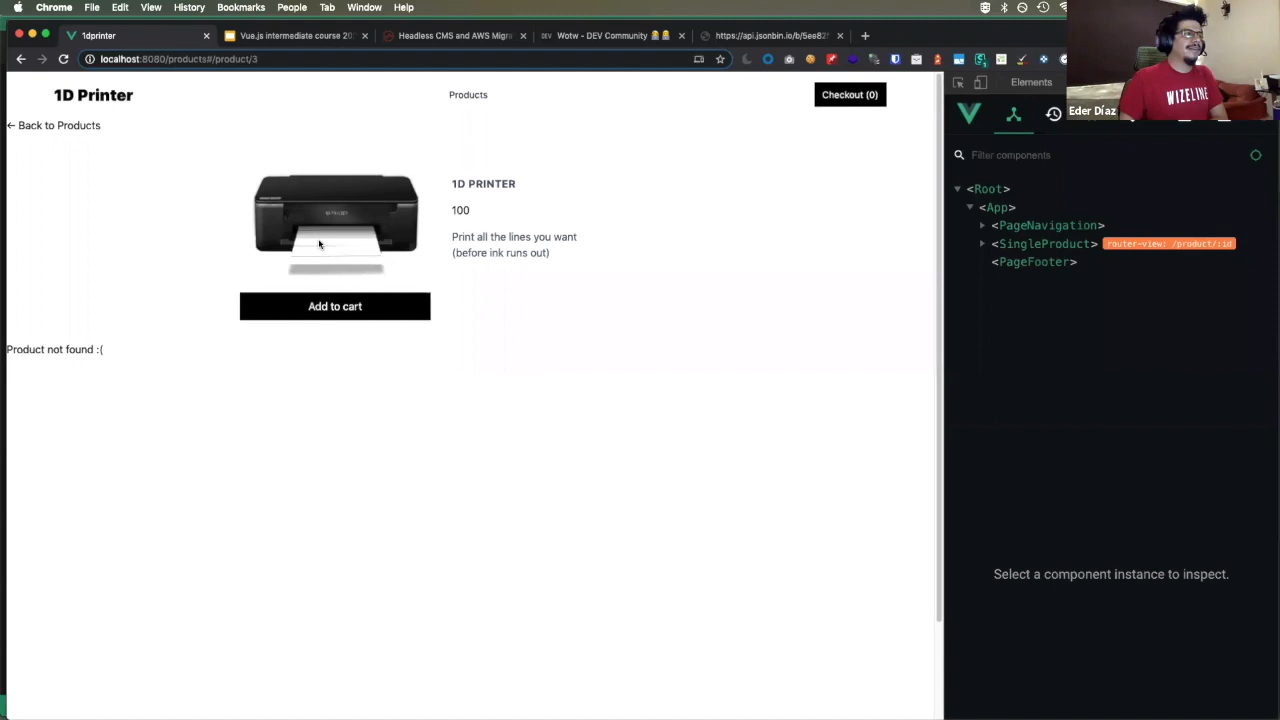 Chrome File Edit View History Bookmarks People Tab Window Help
1dprinter
Vue.js intermediate course 202
Headless CMS and AWS Migra
DEV Wotw - DEV Community
https://api.jsonbin.io/b/5ee82
localhost:8080/products#/product/3
1D Printer
Products
Checkout (0)
← Back to Products
1D PRINTER
100
Print all the lines you want
(before ink runs out)
Add to cart
Product not found :(
Elements
Filter components
<Root>
<App>
<PageNavigation>
<SingleProduct> router-view: /product/:id
<PageFooter>
Select a component instance to inspect.
WIZELINE
Eder Díaz